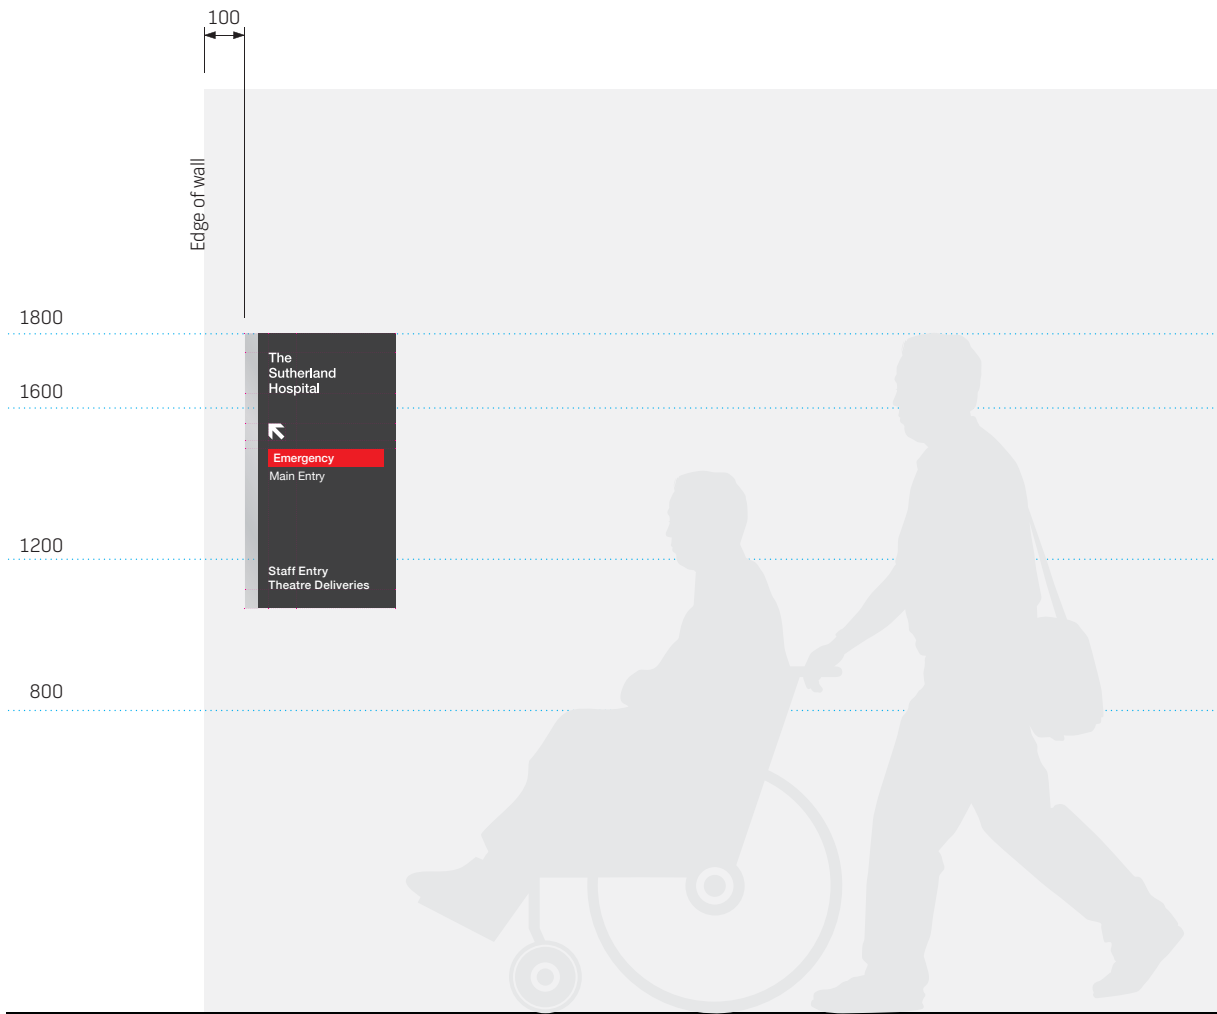 100
Edge of wall
1800
1600
1200
800
The
Sutherland
Hospital
Emergency
Main Entry
Staff Entry
Theatre Deliveries